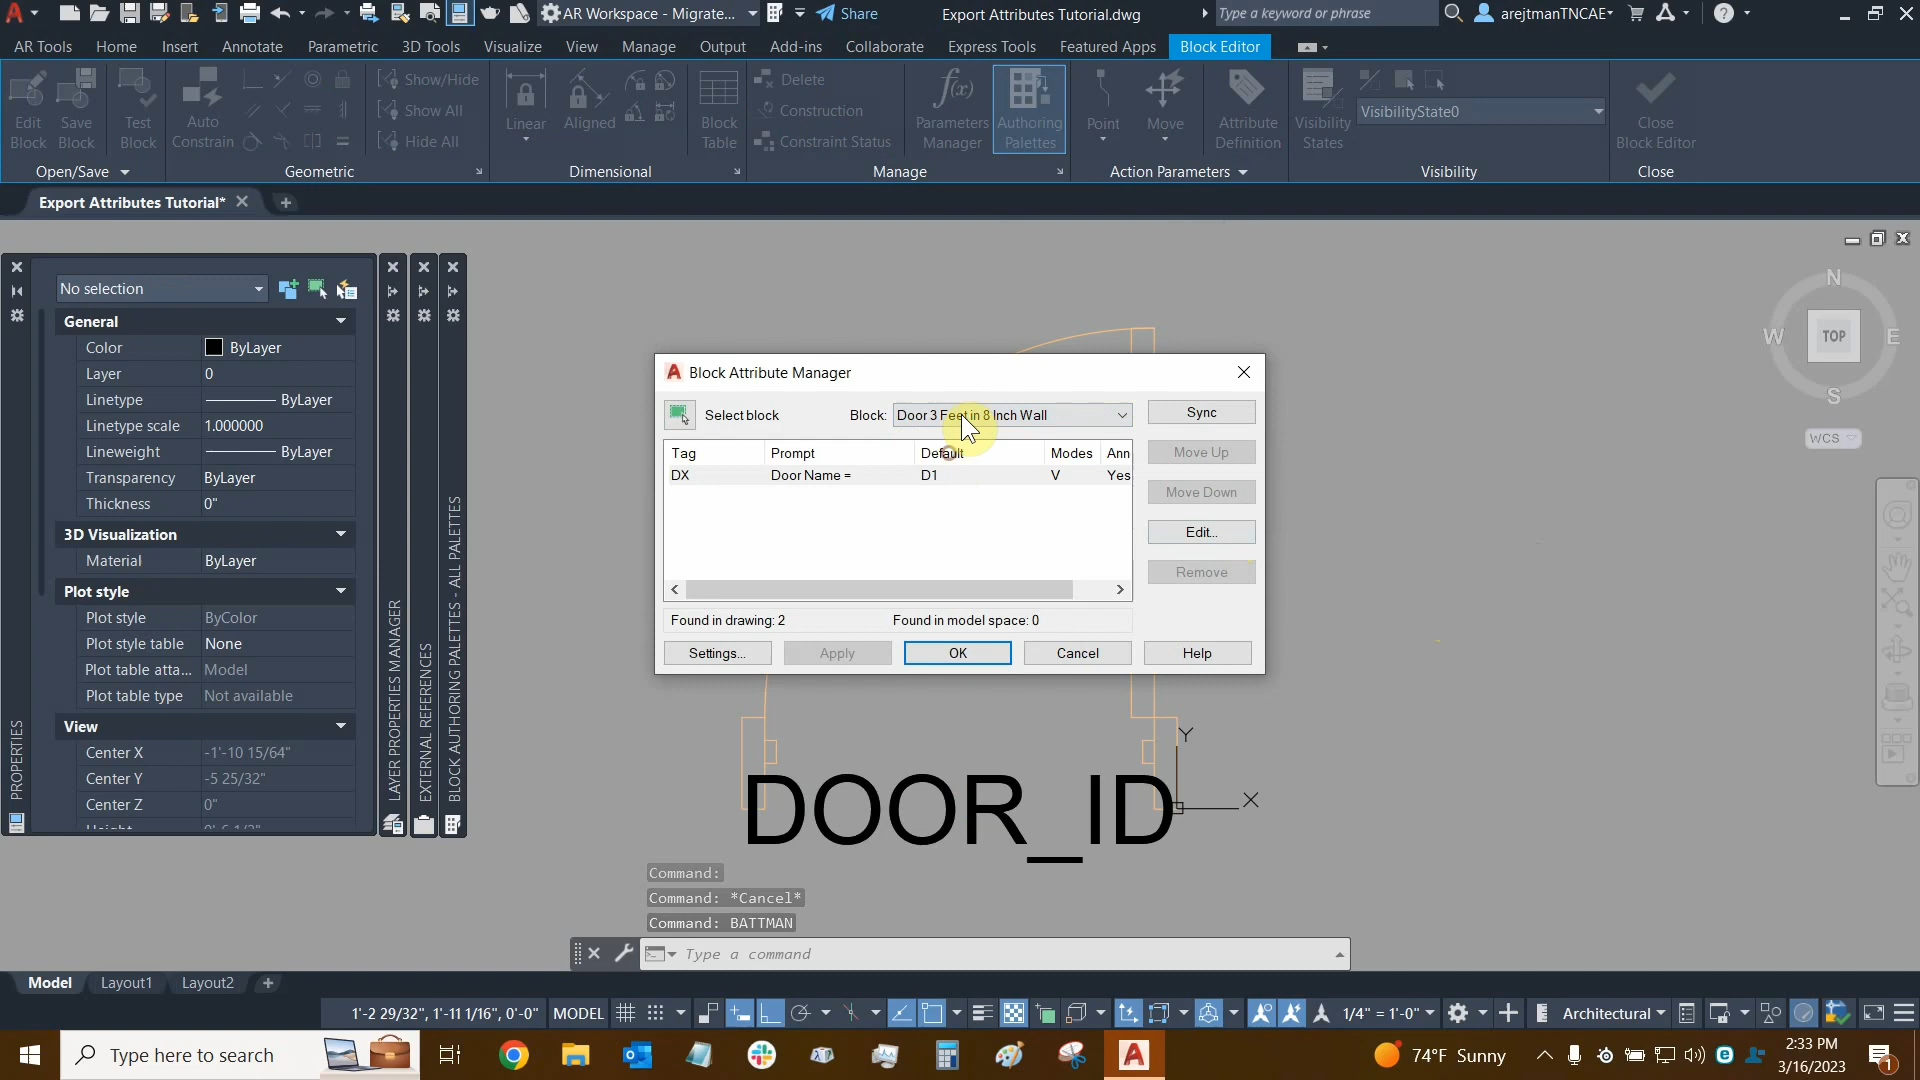 AR Workspace - Migrate...
Share
Export Attributes Tutorial.dwg
Type a keyword or phrase
arejtmanTNCAE
AR Tools Home Insert Annotate Parametric 3D Tools Visualize View Manage Output Add-ins Collaborate Express Tools Featured Apps Block Editor
Edit Block
Save Block
Test Block
Open/Save
Auto Constrain
Geometric
Show/Hide
Show All
Hide All
Linear
Aligned
Dimensional
Block Table
Delete
Construction
Constraint Status
Parameters Manager
Authoring Palettes
Manage
Point
Move
Attribute Definition
Action Parameters
Visibility States
VisibilityState0
Visibility
Close Block Editor
Close
Export Attributes Tutorial*
No selection
General
Color ByLayer
Layer 0
Linetype ByLayer
Linetype scale 1.000000
Lineweight ByLayer
Transparency ByLayer
Thickness 0"
3D Visualization
Material ByLayer
Plot style
Plot style ByColor
Plot style table None
Plot table atta... Model
Plot table type Not available
View
Center X -1'-10 15/64"
Center Y -5 25/32"
Center Z 0"
PROPERTIES
LAYER PROPERTIES MANAGER
EXTERNAL REFERENCES
BLOCK AUTHORING PALETTES - ALL PALETTES
Block Attribute Manager
Select block
Block: Door 3 Feet in 8 Inch Wall
Sync
Tag Prompt Default Modes Ann
DX Door Name = D1 V Yes
Move Up
Move Down
Edit...
Remove
Found in drawing: 2 Found in model space: 0
Settings... Apply OK Cancel Help
N
W TOP E
S
WCS
Y
X
DOOR_ID
Command:
Command: *Cancel*
Command: BATTMAN
Type a command
Model Layout1 Layout2
1'-2 29/32", 1'-11 1/16", 0'-0" MODEL 1/4" = 1'-0" Architectural
Type here to search
74°F Sunny
2:33 PM
3/16/2023
1